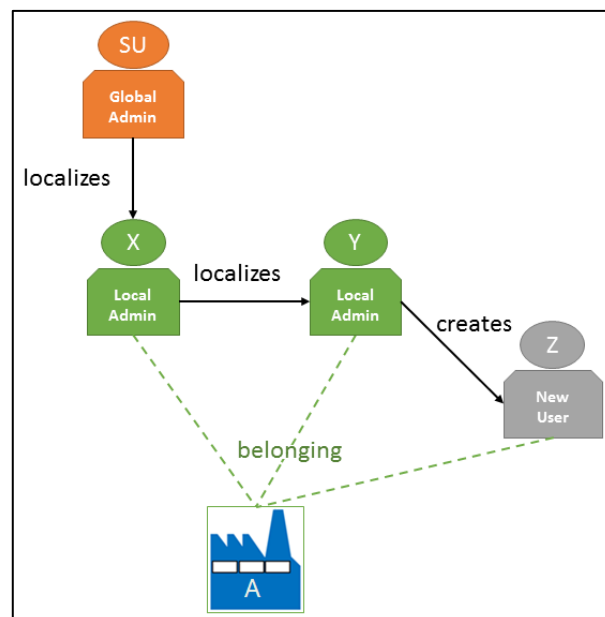 SU
Global
Admin
localizes
X
Y
localizes
Local
Admin
Local
Admin
creates
Z
New
User
belonging
A